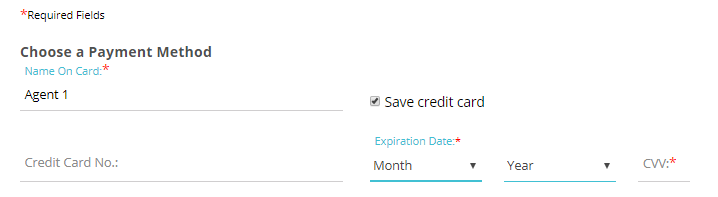 *Required Fields
Choose a Payment Method
Name On Card:*
Agent 1
Save credit card
Credit Card No.:
Expiration Date:*
Month
Year
CVV:*